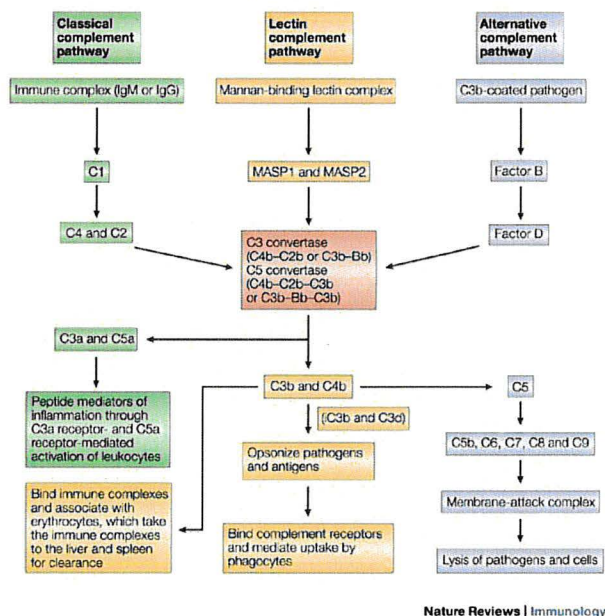 Classical
complement
pathway
Lectin
complement
pathway
Alternative
complement
pathway
Immune complex (IgM or IgG)
Mannan-binding lectin complex
C3b-coated pathogen
C1
MASP1 and MASP2
Factor B
C4 and C2
Factor D
C3 convertase
(C4b–C2b or C3b–Bb)
C5 convertase
(C4b–C2b–C3b
or C3b–Bb–C3b)
C3a and C5a
C3b and C4b
C5
(iC3b and C3d)
Peptide mediators of
inflammation through
C3a receptor- and C5a
receptor-mediated
activation of leukocytes
Opsonize pathogens
and antigens
C5b, C6, C7, C8 and C9
Bind immune complexes
and associate with
erythrocytes, which take
the immune complexes
to the liver and spleen
for clearance
Bind complement receptors
and mediate uptake by
phagocytes
Membrane-attack complex
Lysis of pathogens and cells
Nature Reviews | Immunology